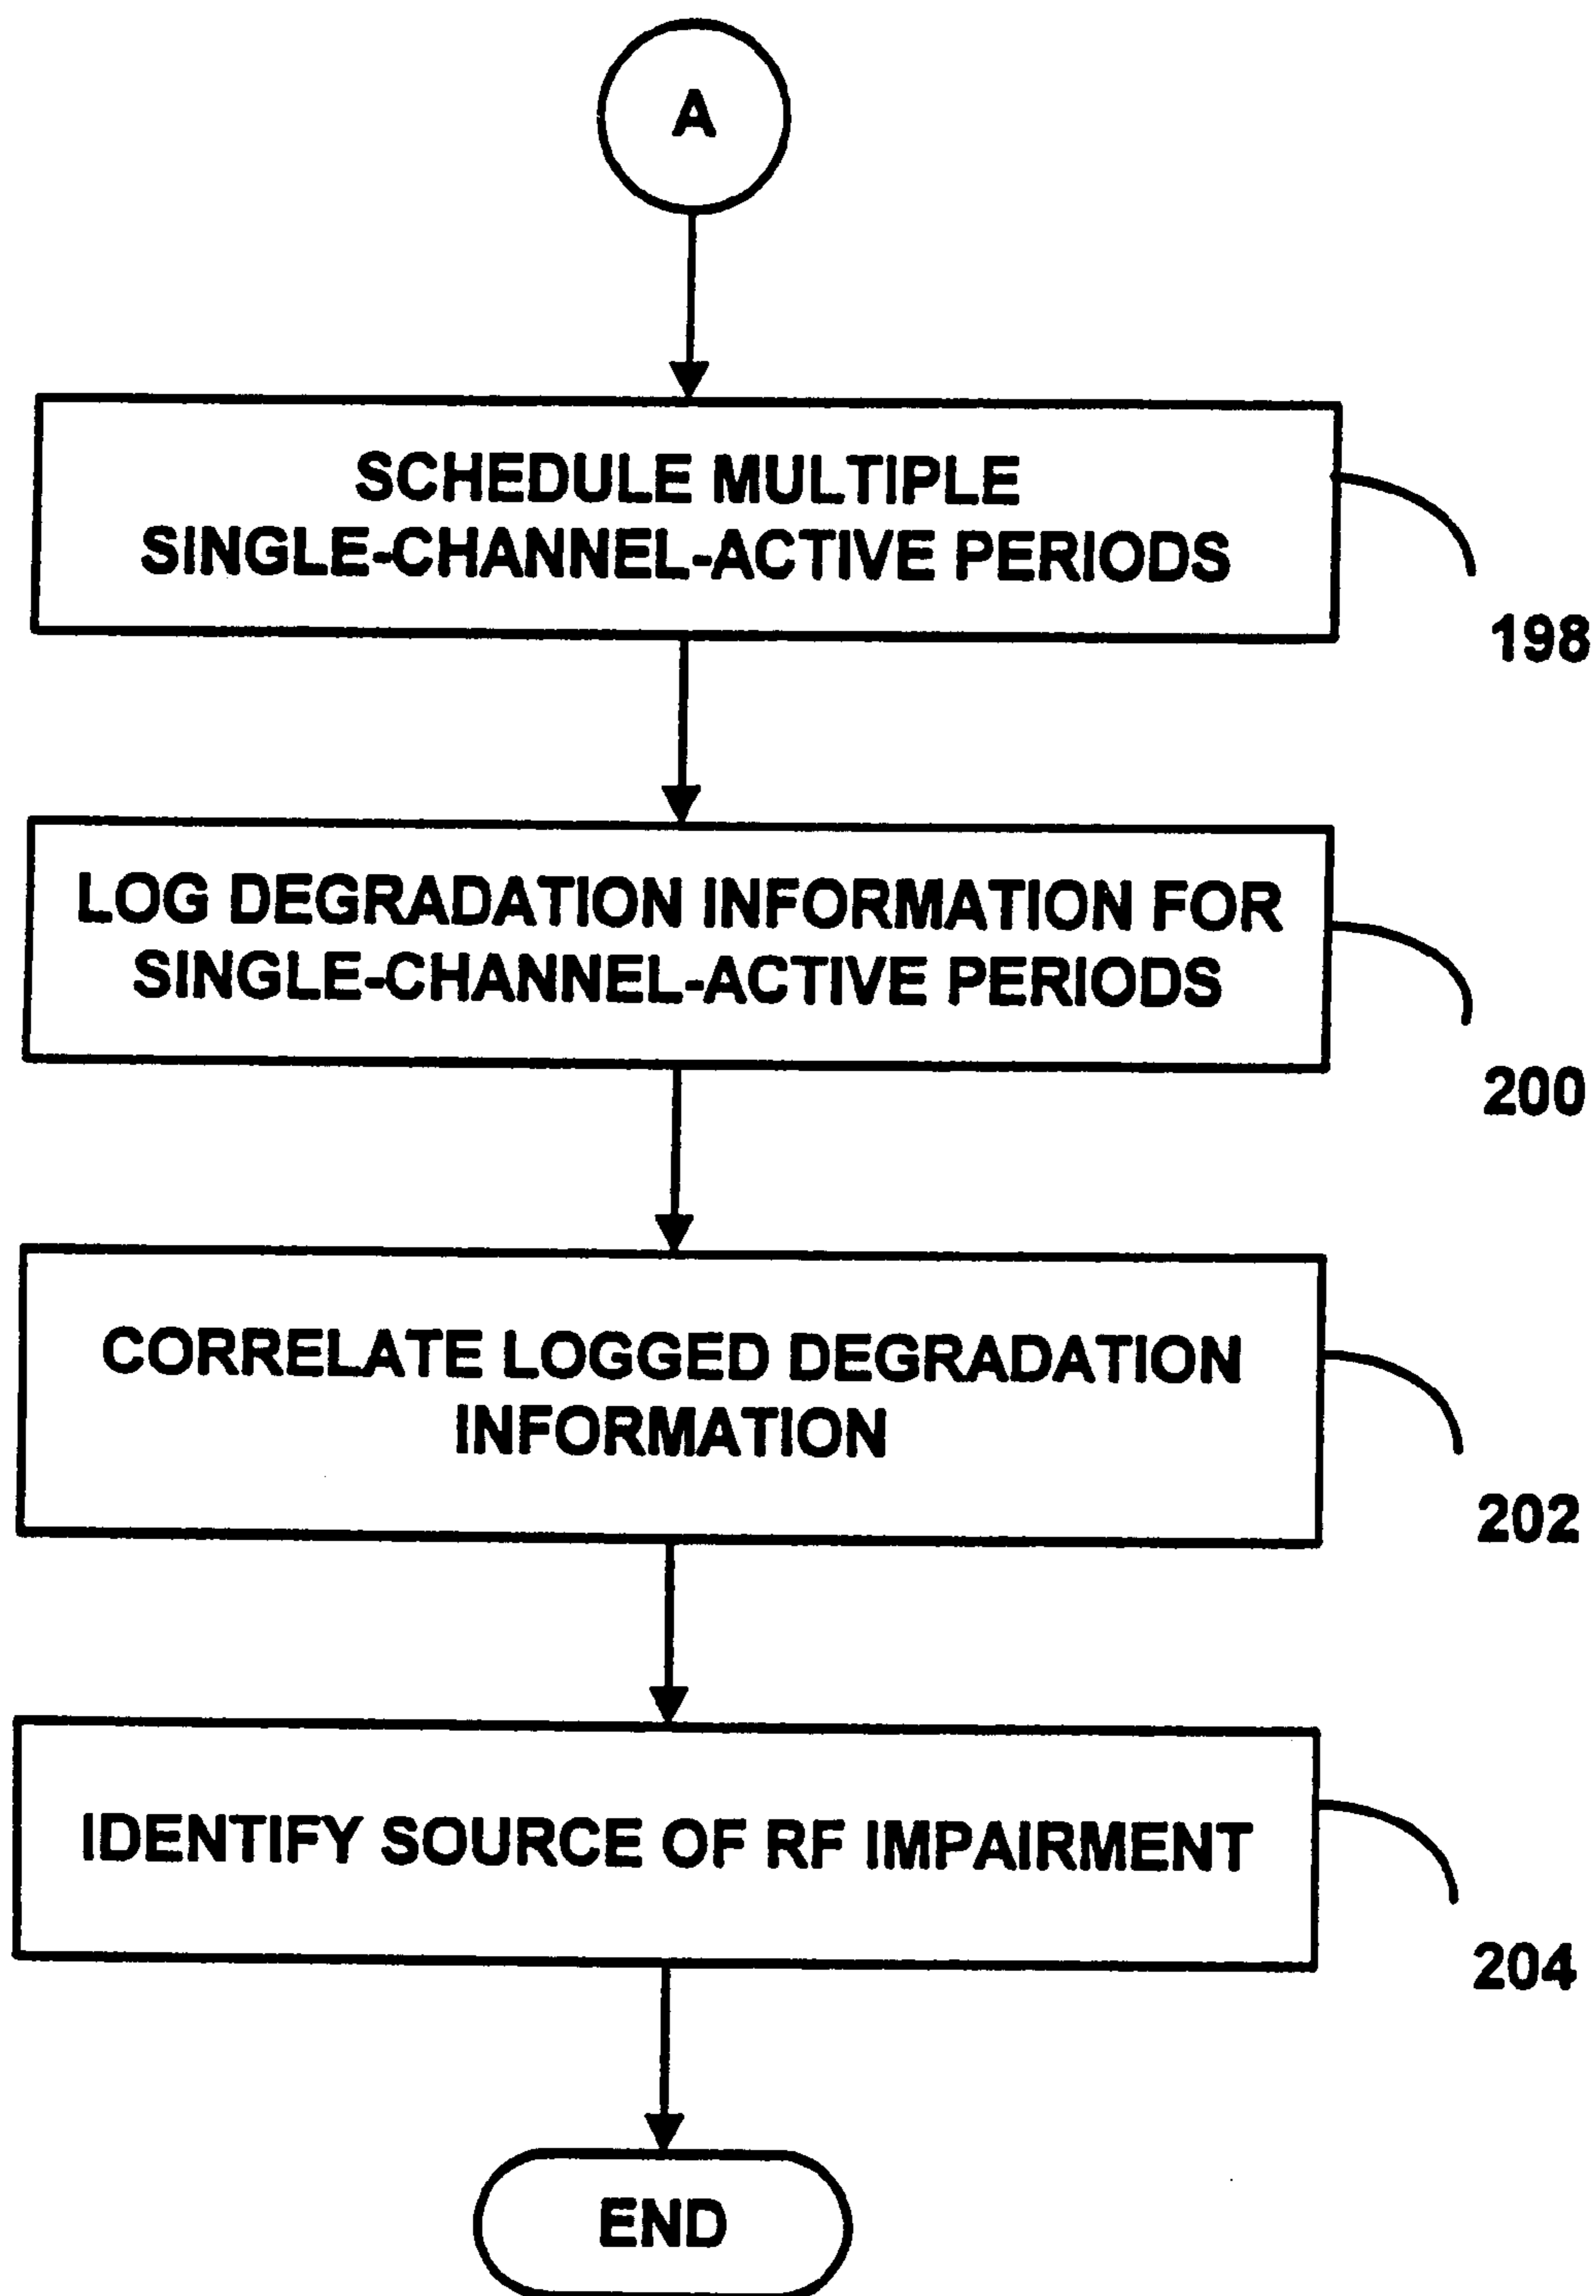 A
SCHEDULE MULTIPLE
SINGLE-CHANNEL-ACTIVE PERIODS
198
LOG DEGRADATION INFORMATION FOR
SINGLE-CHANNEL-ACTIVE PERIODS
200
CORRELATE LOGGED DEGRADATION
INFORMATION
202
IDENTIFY SOURCE OF RF IMPAIRMENT
204
END